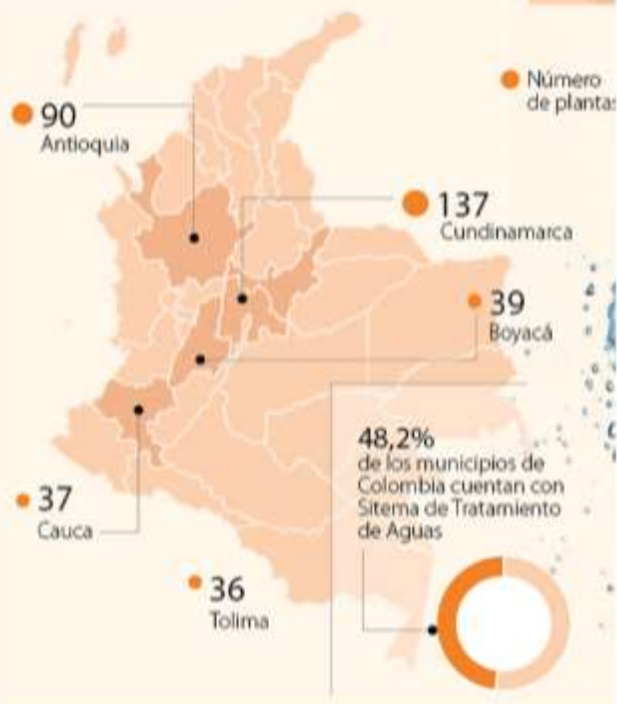 Número
de plantas
90
Antioquia
137
Cundinamarca
39
Boyacá
48,2%
de los municipios de
Colombia cuentan con
Sitema de Tratamiento
de Aguas
37
Cauca
36
Tolima